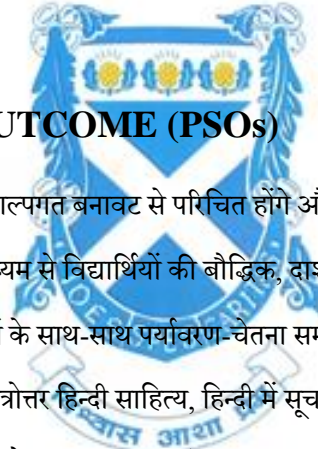 UTCOME (PSOs)
ल्पगत बनावट से परिचित होंगे औ
यम से विद्यार्थियों की बौद्धिक, दाश
के साथ-साथ पर्यावरण-चेतना सम
त्रोत्तर हिन्दी साहित्य, हिन्दी में सूच
श्वास आशा